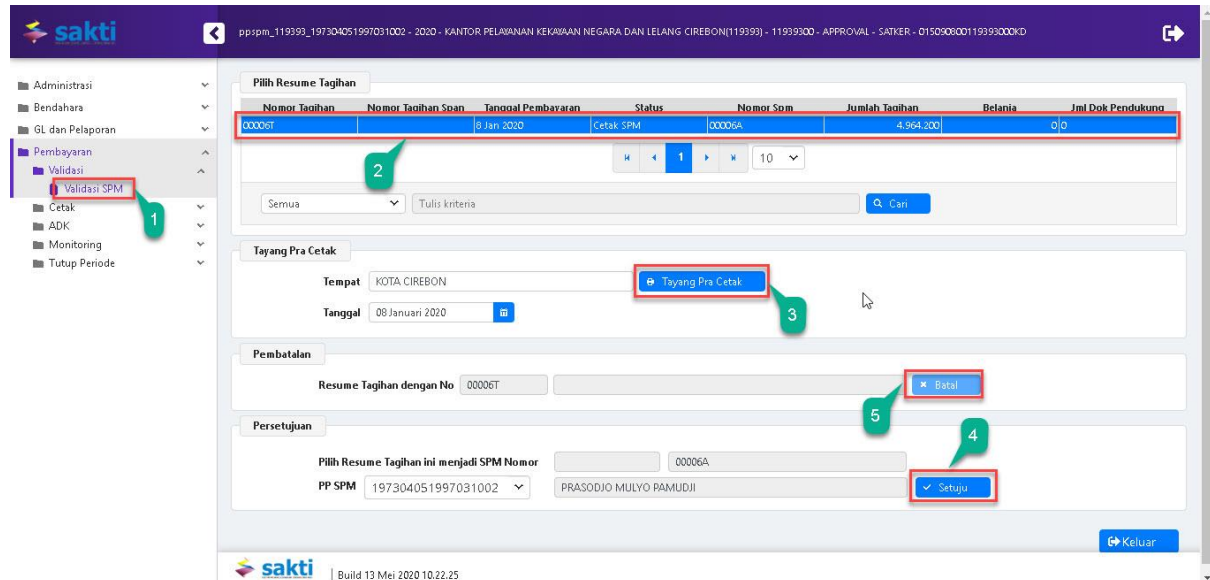 sakti
ppspm_119393_197304051997031002 - 2020 - KANTOR PELAYANAN KEKAYAAN NEGARA DAN LELANG CIREBON(119393) - 11939300 - APPROVAL - SATKER - 015090800119393000KD
Administrasi
Bendahara
GL dan Pelaporan
Pembayaran
Validasi
Validasi SPM
1
Cetak
ADK
Monitoring
Tutup Periode
Pilih Resume Tagihan
Nomor Tagihan Nomor Tagihan Span Tanggal Pembayaran Status Nomor Spm Jumlah Tagihan Belanja Jml Dok Pendukung
00006T 8 Jan 2020 Cetak SPM 00006A 4.964.200 0 0
2
1 10
Semua Tulis kriteria Cari
Tayang Pra Cetak
Tempat KOTA CIREBON Tayang Pra Cetak
3
Tanggal 08 Januari 2020
Pembatalan
Resume Tagihan dengan No 00006T Batal
5
Persetujuan
4
Pilih Resume Tagihan ini menjadi SPM Nomor 00006A
PP SPM 197304051997031002 PRASODJO MULYO PAMUDJI Setuju
Keluar
sakti | Build 13 Mei 2020 10.22.25